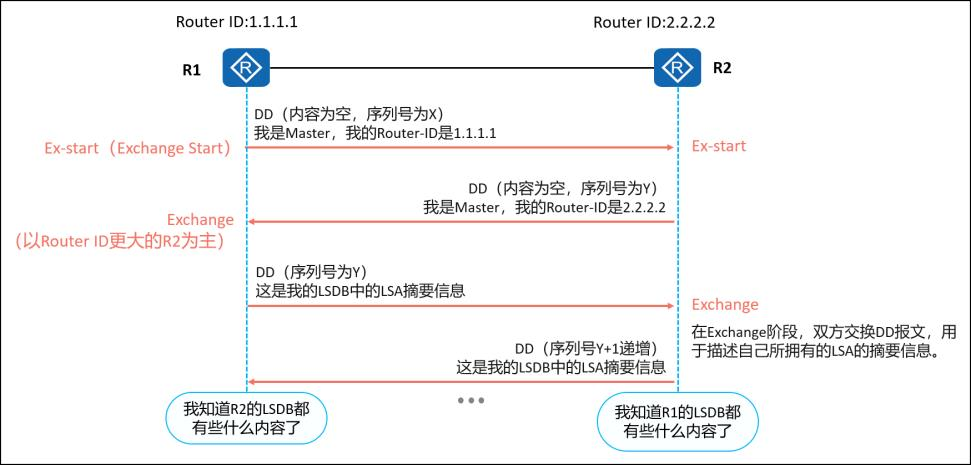 Router ID:1.1.1.1
Router ID:2.2.2.2
R1
R
R
R2
DD（内容为空，序列号为X）
我是Master，我的Router-ID是1.1.1.1
Ex-start（Exchange Start）
Ex-start
DD（内容为空，序列号为Y）
我是Master，我的Router-ID是2.2.2.2
Exchange
（以Router ID更大的R2为主）
DD（序列号为Y）
这是我的LSDB中的LSA摘要信息
Exchange
在Exchange阶段，双方交换DD报文，用
于描述自己所拥有的LSA的摘要信息。
DD（序列号Y+1递增）
这是我的LSDB中的LSA摘要信息
我知道R2的LSDB都
有些什么内容了
我知道R1的LSDB都
有些什么内容了